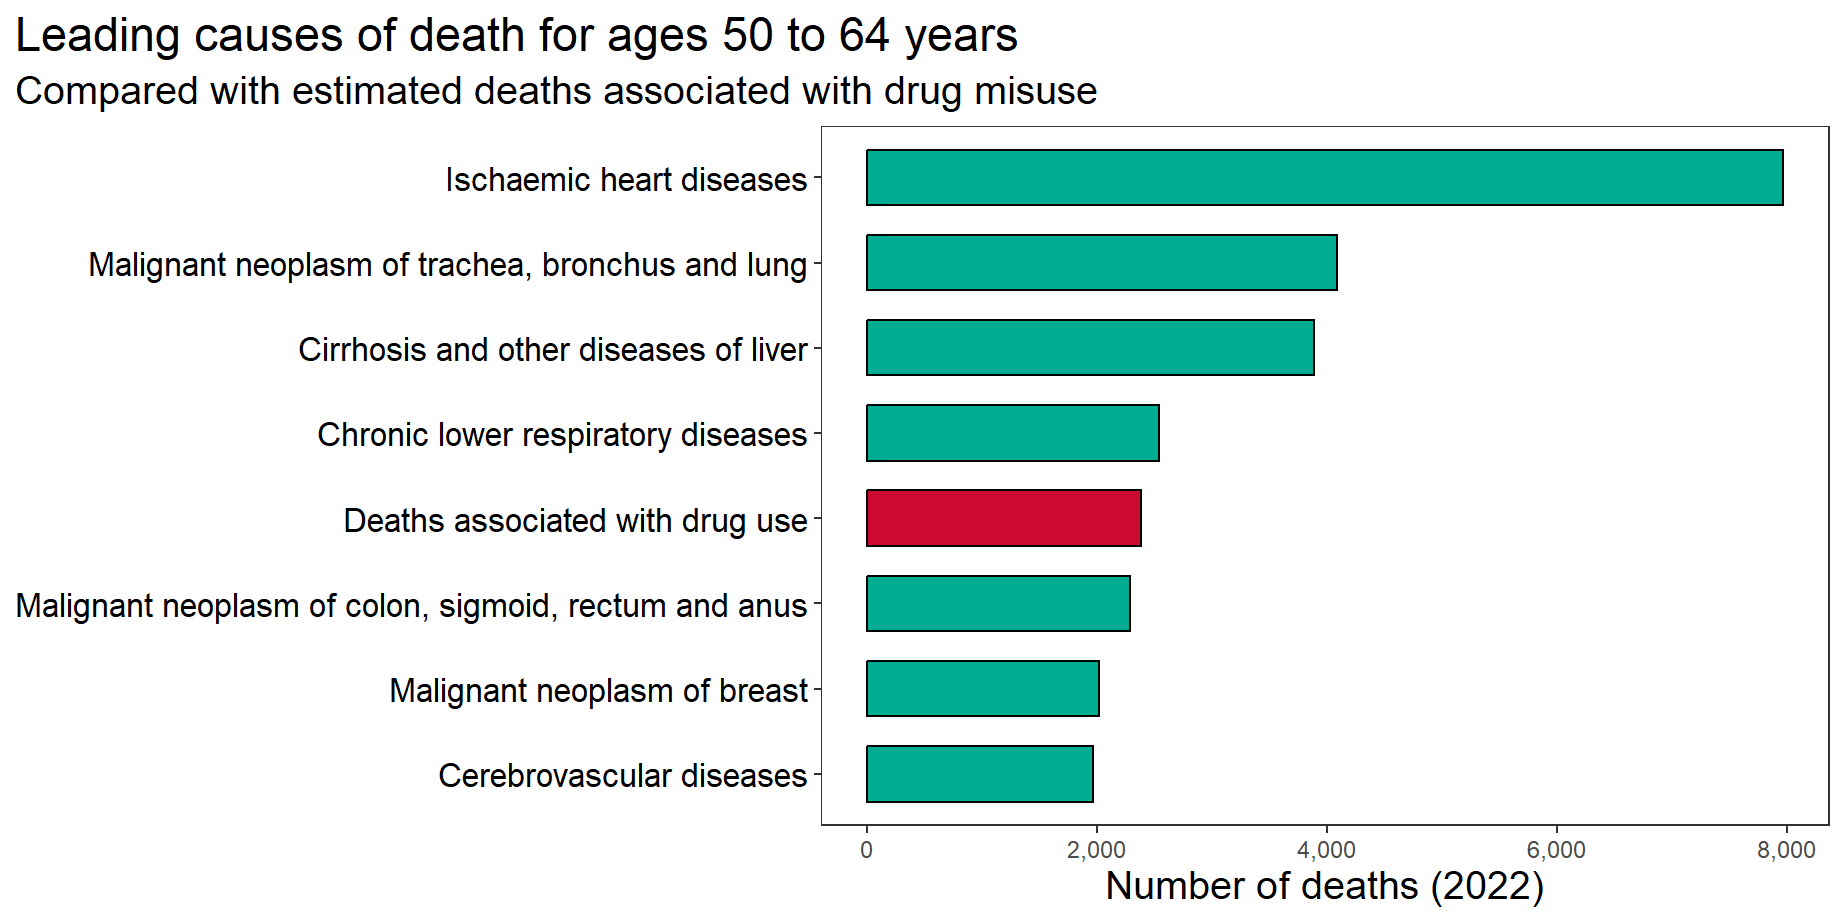 Leading causes of death for ages 50 to 64 years
Compared with estimated deaths associated with drug misuse
Ischaemic heart diseases
Malignant neoplasm of trachea, bronchus and lung
Cirrhosis and other diseases of liver
Chronic lower respiratory diseases
Deaths associated with drug use
Malignant neoplasm of colon, sigmoid, rectum and anus
Malignant neoplasm of breast
Cerebrovascular diseases
0 2,000 4,000 6,000 8,000
Number of deaths (2022)